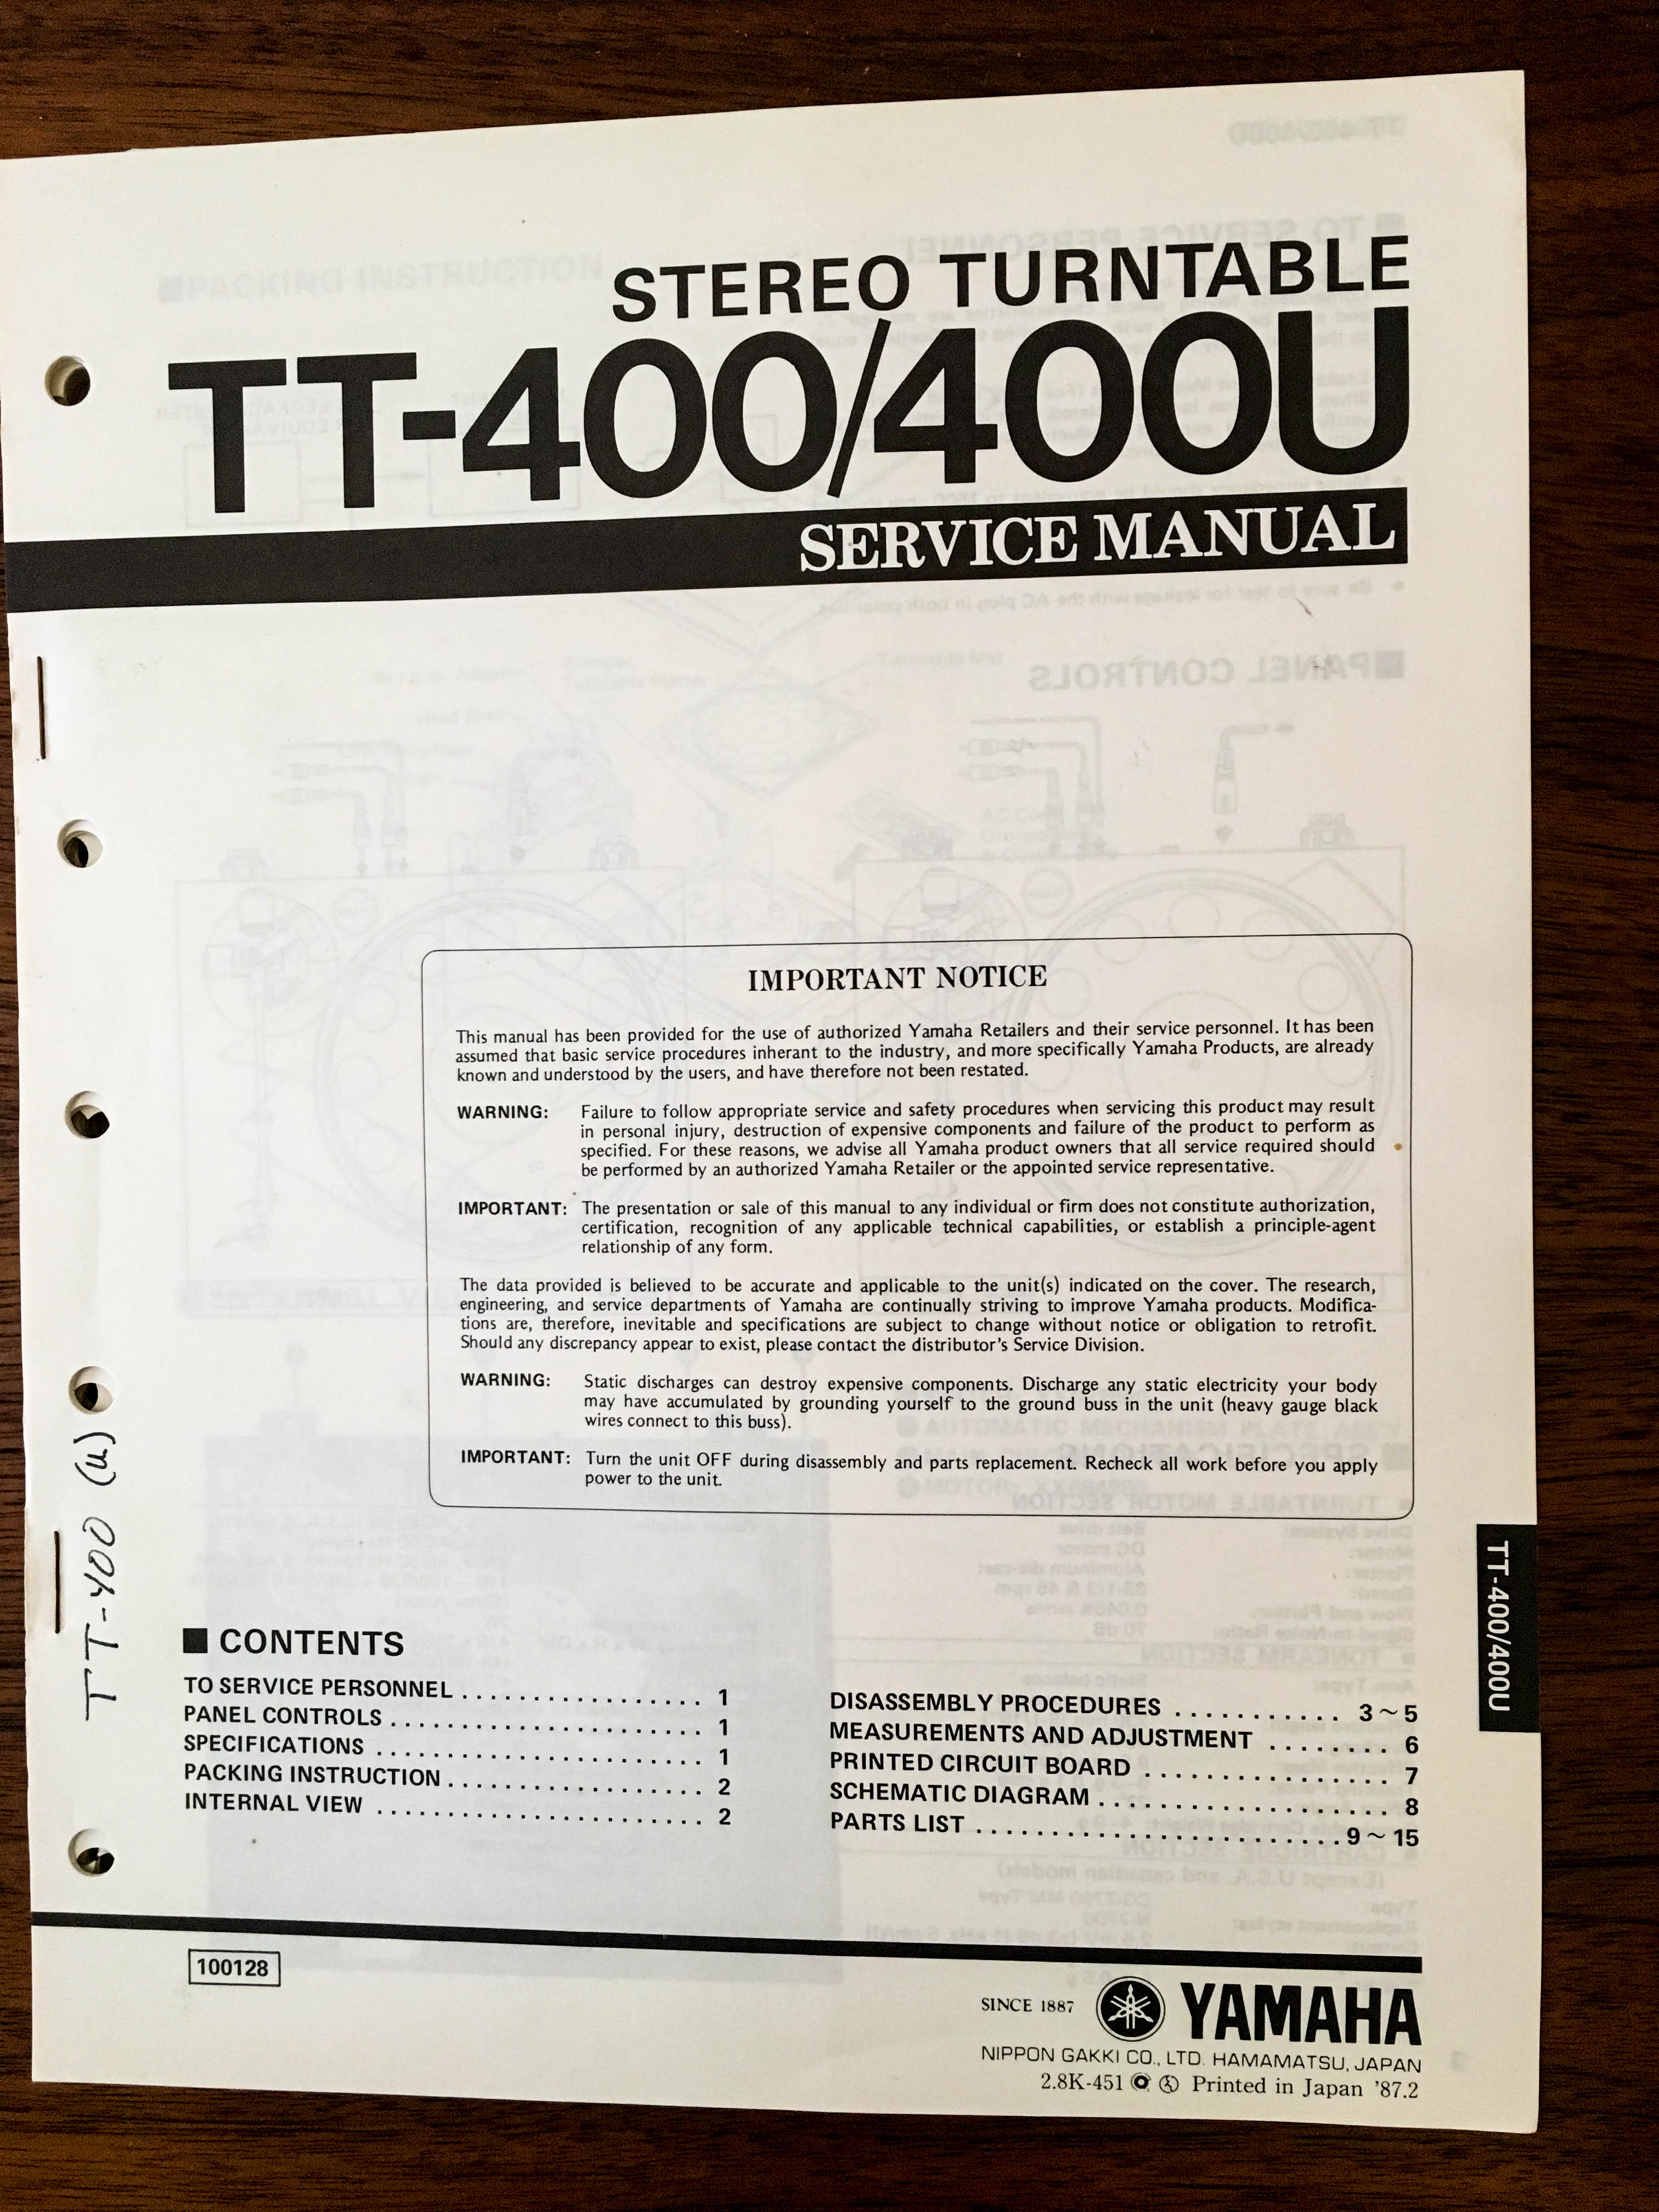 STEREO TURNTABLE
TT-400/400U
SERVICE MANUAL
IMPORTANT NOTICE
This manual has been provided for the use of authorized Yamaha Retailers and their service personnel. It has been
assumed that basic service procedures inherant to the industry, and more specifically Yamaha Products, are already
known and understood by the users, and have therefore not been restated.
WARNING: Failure to follow appropriate service and safety procedures when servicing this product may result
in personal injury, destruction of expensive components and failure of the product to perform as
specified. For these reasons, we advise all Yamaha product owners that all service required should
be performed by an authorized Yamaha Retailer or the appointed service representative.
IMPORTANT: The presentation or sale of this manual to any individual or firm does not constitute authorization,
certification, recognition of any applicable technical capabilities, or establish a principle-agent
relationship of any form.
The data provided is believed to be accurate and applicable to the unit(s) indicated on the cover. The research,
engineering, and service departments of Yamaha are continually striving to improve Yamaha products. Modifica-
tions are, therefore, inevitable and specifications are subject to change without notice or obligation to retrofit.
Should any discrepancy appear to exist, please contact the distributor's Service Division.
WARNING: Static discharges can destroy expensive components. Discharge any static electricity your body
may have accumulated by grounding yourself to the ground buss in the unit (heavy gauge black
wires connect to this buss).
IMPORTANT: Turn the unit OFF during disassembly and parts replacement. Recheck all work before you apply
power to the unit.
TT-400 (u)
TT-400/400U
■ CONTENTS
TO SERVICE PERSONNEL . . . . . . . . . . . . . . . . . . . 1
PANEL CONTROLS . . . . . . . . . . . . . . . . . . . . . . . . 1
SPECIFICATIONS . . . . . . . . . . . . . . . . . . . . . . . . . 1
PACKING INSTRUCTION . . . . . . . . . . . . . . . . . . . . 2
INTERNAL VIEW . . . . . . . . . . . . . . . . . . . . . . . . . 2
DISASSEMBLY PROCEDURES . . . . . . . . . . . 3 ~ 5
MEASUREMENTS AND ADJUSTMENT . . . . . . . . 6
PRINTED CIRCUIT BOARD . . . . . . . . . . . . . . . . 7
SCHEMATIC DIAGRAM . . . . . . . . . . . . . . . . . . . 8
PARTS LIST . . . . . . . . . . . . . . . . . . . . . . . . 9 ~ 15
100128
SINCE 1887 YAMAHA
NIPPON GAKKI CO., LTD. HAMAMATSU, JAPAN
2.8K-451 Printed in Japan '87.2